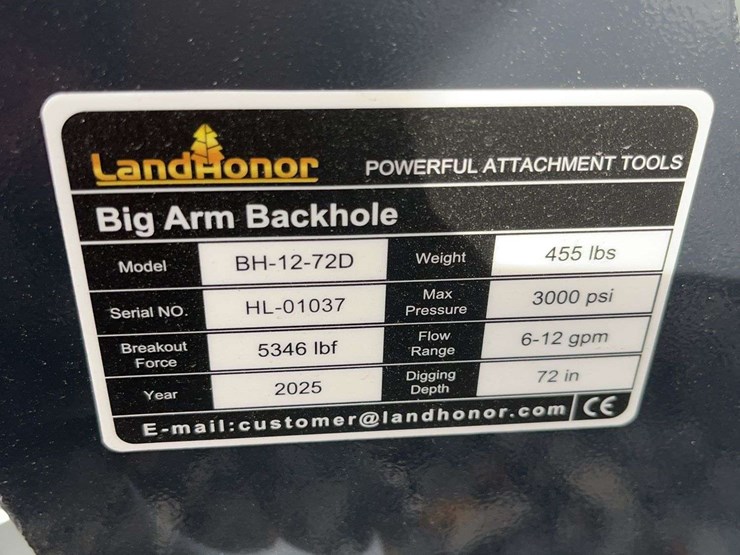 LandHonor POWERFUL ATTACHMENT TOOLS
Big Arm Backhole
Model BH-12-72D Weight 455 lbs
Serial NO. HL-01037 Max Pressure 3000 psi
Breakout Force 5346 lbf Flow Range 6-12 gpm
Year 2025 Digging Depth 72 in
E-mail:customer@landhonor.com CE